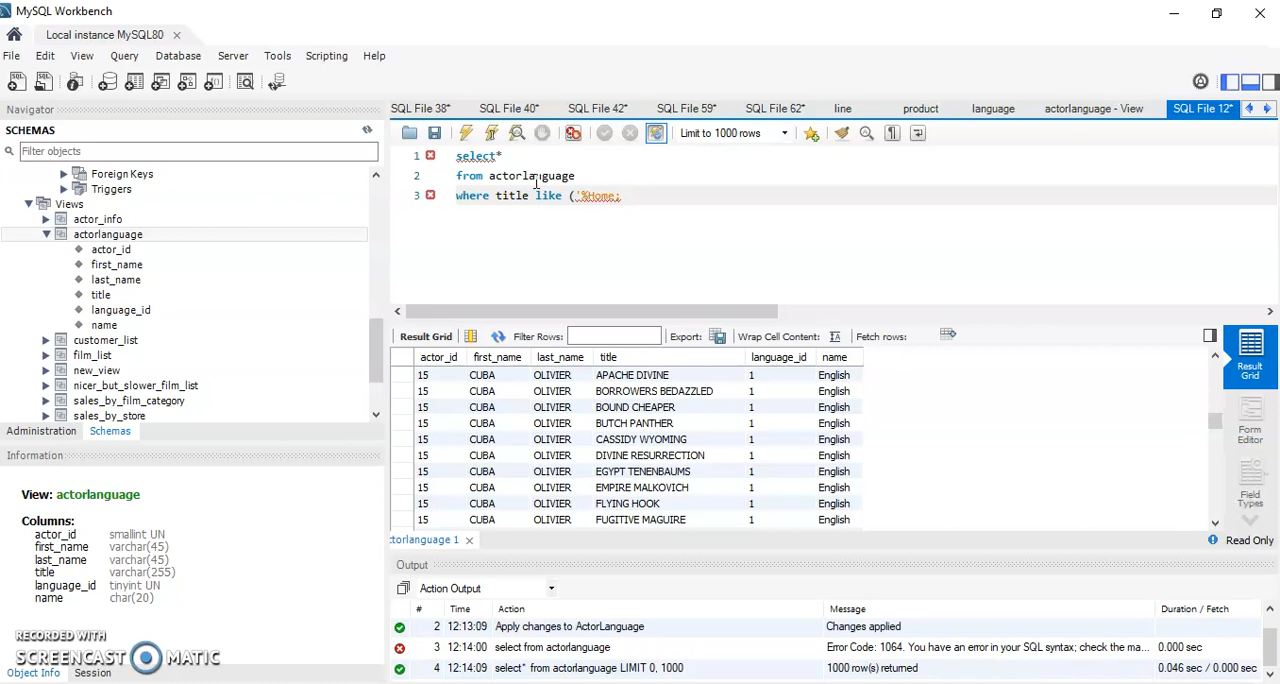 MySQL Workbench
Local instance MySQL80
File Edit View Query Database Server Tools Scripting Help
Navigator
SCHEMAS
Filter objects
Foreign Keys
Triggers
Views
actor_info
actorlanguage
actor_id
first_name
last_name
title
language_id
name
customer_list
film_list
new_view
nicer_but_slower_film_list
sales_by_film_category
sales_by_store
Administration Schemas
Information
View: actorlanguage
Columns:
actor_id smallint UN
first_name varchar(45)
last_name varchar(45)
title varchar(255)
language_id tinyint UN
name char(20)
RECORDED WITH
SCREENCAST MATIC
Object Info Session
SQL File 38* SQL File 40* SQL File 42* SQL File 59* SQL File 62* line product language actorlanguage - View SQL File 12*
Limit to 1000 rows
1 select*
2 from actorlanguage
3 where title like ('%Home;
Result Grid Filter Rows: Export: Wrap Cell Content: Fetch rows:
actor_id first_name last_name title language_id name
15 CUBA OLIVIER APACHE DIVINE 1 English
15 CUBA OLIVIER BORROWERS BEDAZZLED 1 English
15 CUBA OLIVIER BOUND CHEAPER 1 English
15 CUBA OLIVIER BUTCH PANTHER 1 English
15 CUBA OLIVIER CASSIDY WYOMING 1 English
15 CUBA OLIVIER DIVINE RESURRECTION 1 English
15 CUBA OLIVIER EGYPT TENENBAUMS 1 English
15 CUBA OLIVIER EMPIRE MALKOVICH 1 English
15 CUBA OLIVIER FLYING HOOK 1 English
15 CUBA OLIVIER FUGITIVE MAGUIRE 1 English
Result
Grid
Form
Editor
Field
Types
torlanguage 1 Read Only
Output
Action Output
# Time Action Message Duration / Fetch
2 12:13:09 Apply changes to ActorLanguage Changes applied
3 12:14:00 select from actorlanguage Error Code: 1064. You have an error in your SQL syntax; check the ma... 0.000 sec
4 12:14:09 select* from actorlanguage LIMIT 0, 1000 1000 row(s) returned 0.046 sec / 0.000 sec